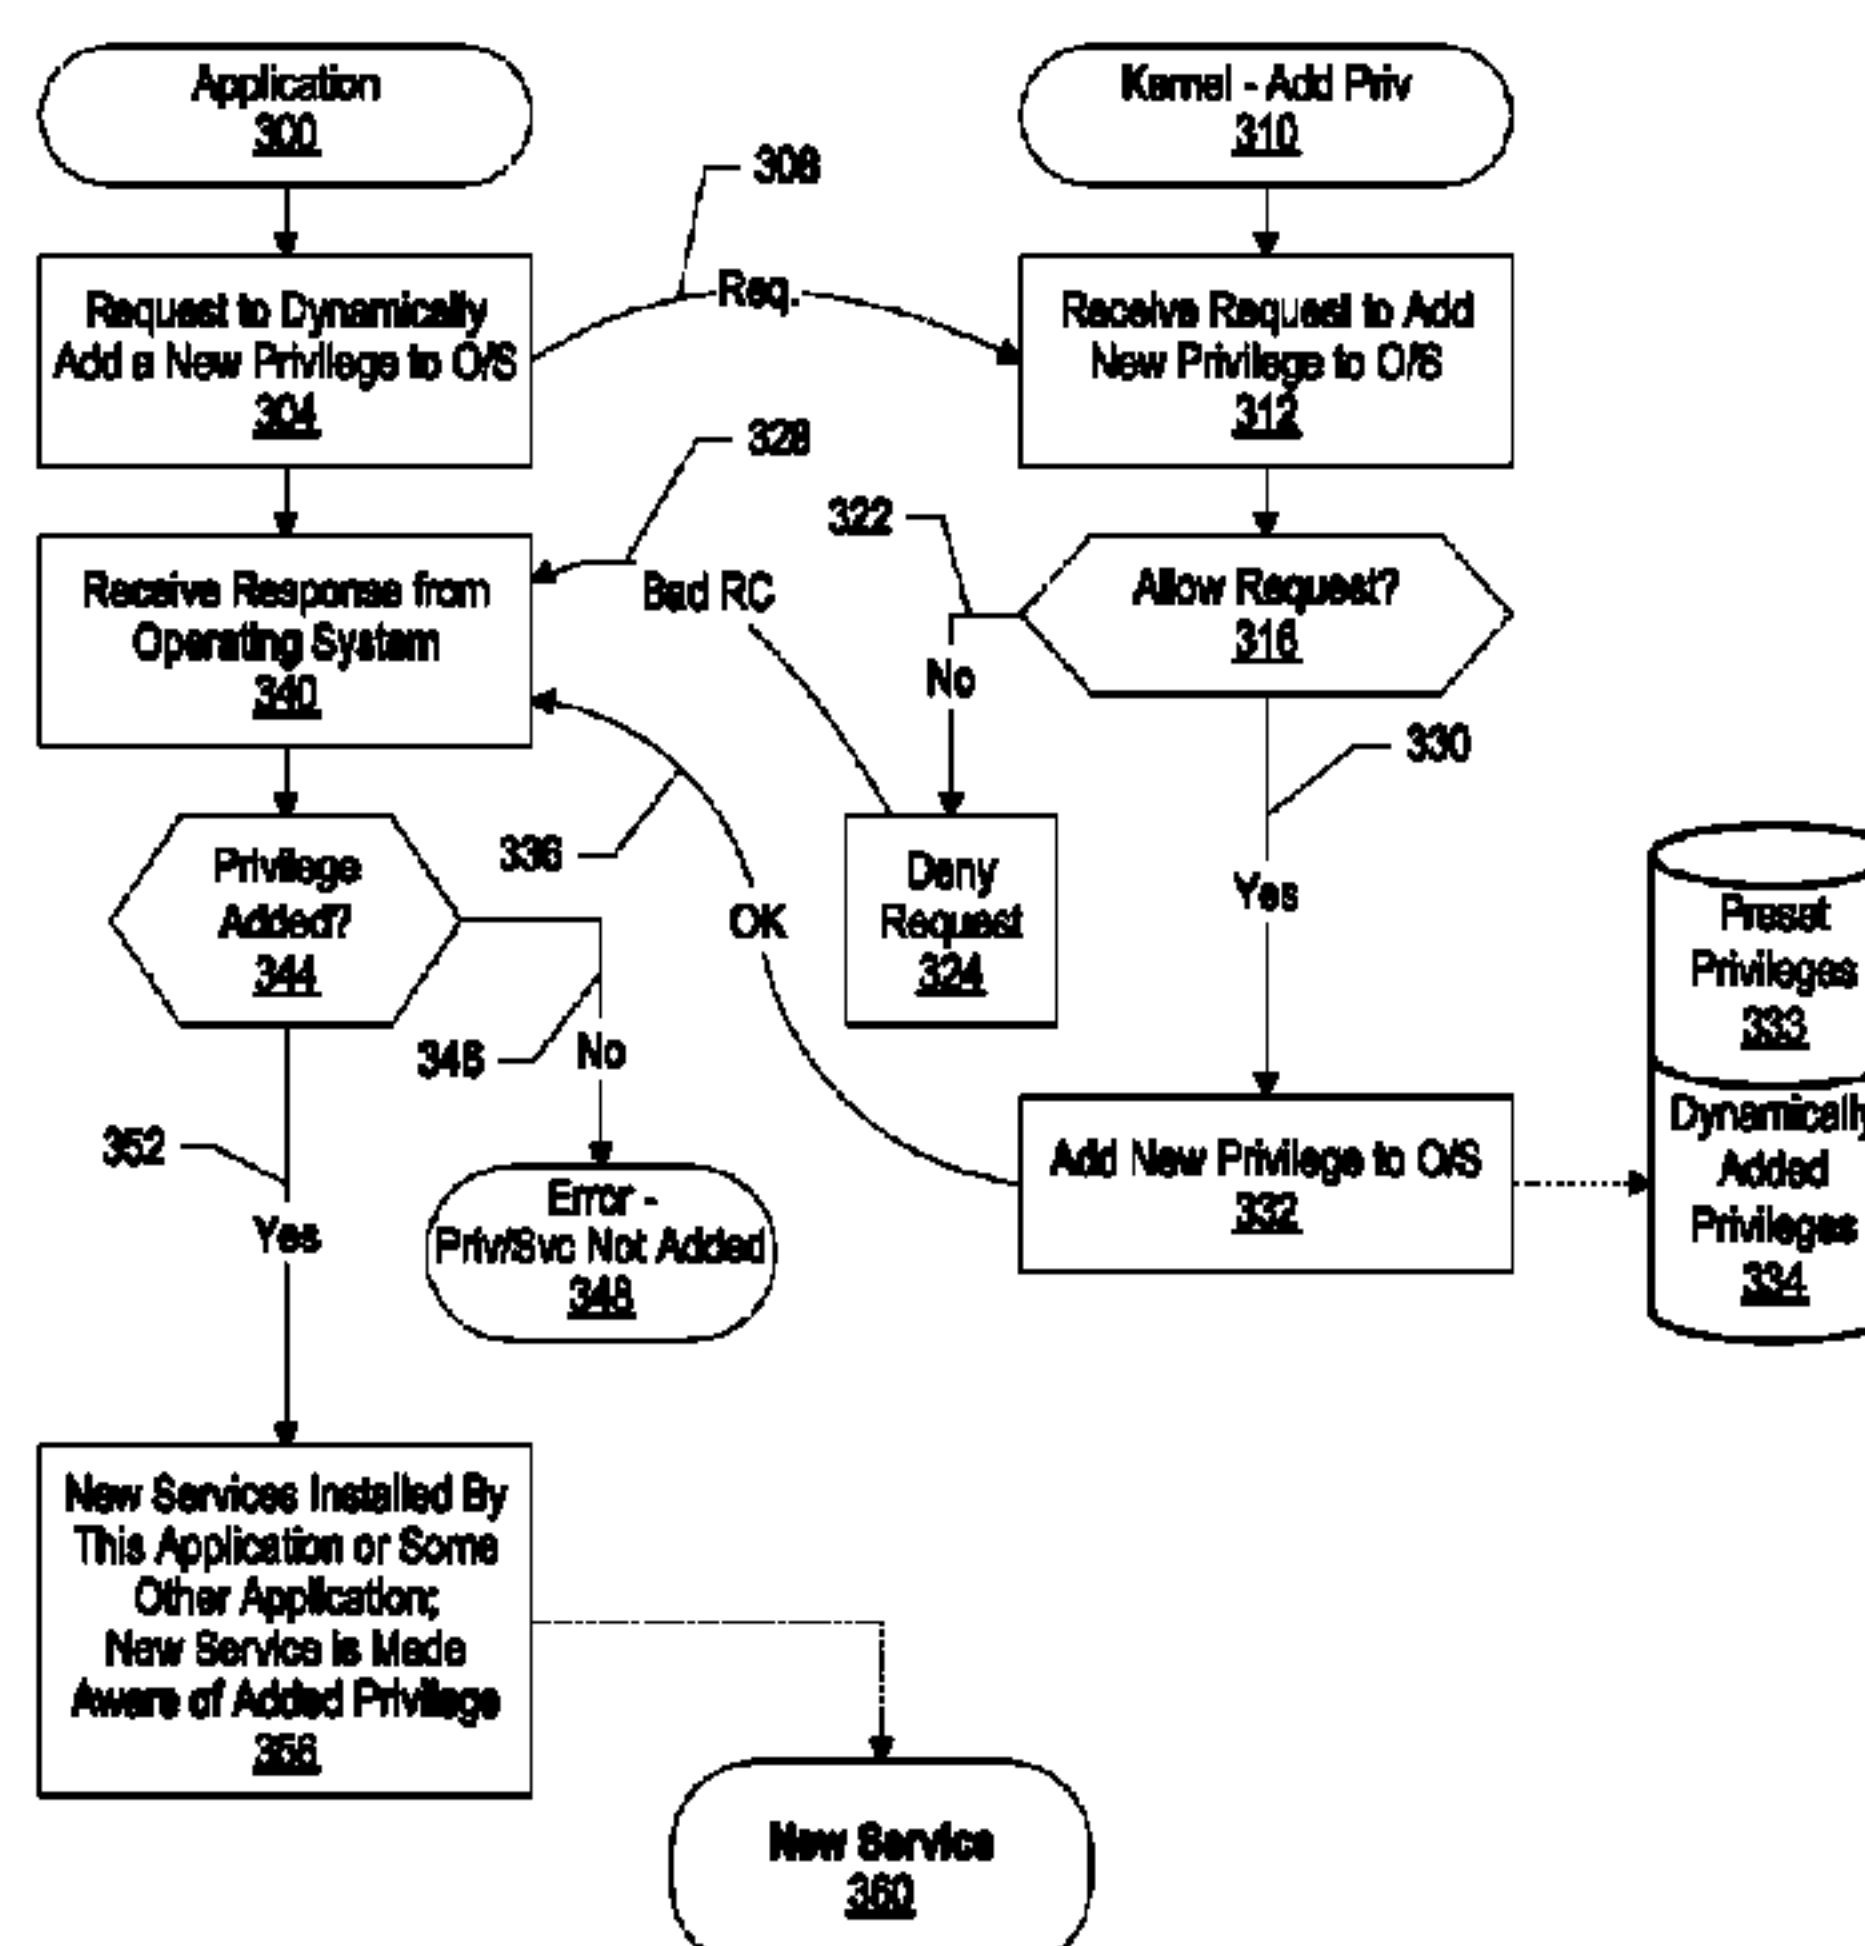 Application
300
Kernel - Add Priv
310
308
Request to Dynamically
Add a New Privilege to O/S
304
Req.
Receive Request to Add
New Privilege to O/S
312
328
322
Receive Response from
Operating System
340
Bad RC
Allow Request?
316
No
330
336
Privilege
Added?
344
OK
Deny
Request
324
Yes
Preset
Privileges
333
346
No
352
Yes
Error -
Priv/Svc Not Added
348
Add New Privilege to O/S
332
Dynamically
Added
Privileges
334
New Services Installed By
This Application or Some
Other Application;
New Service is Made
Aware of Added Privilege
356
New Service
360